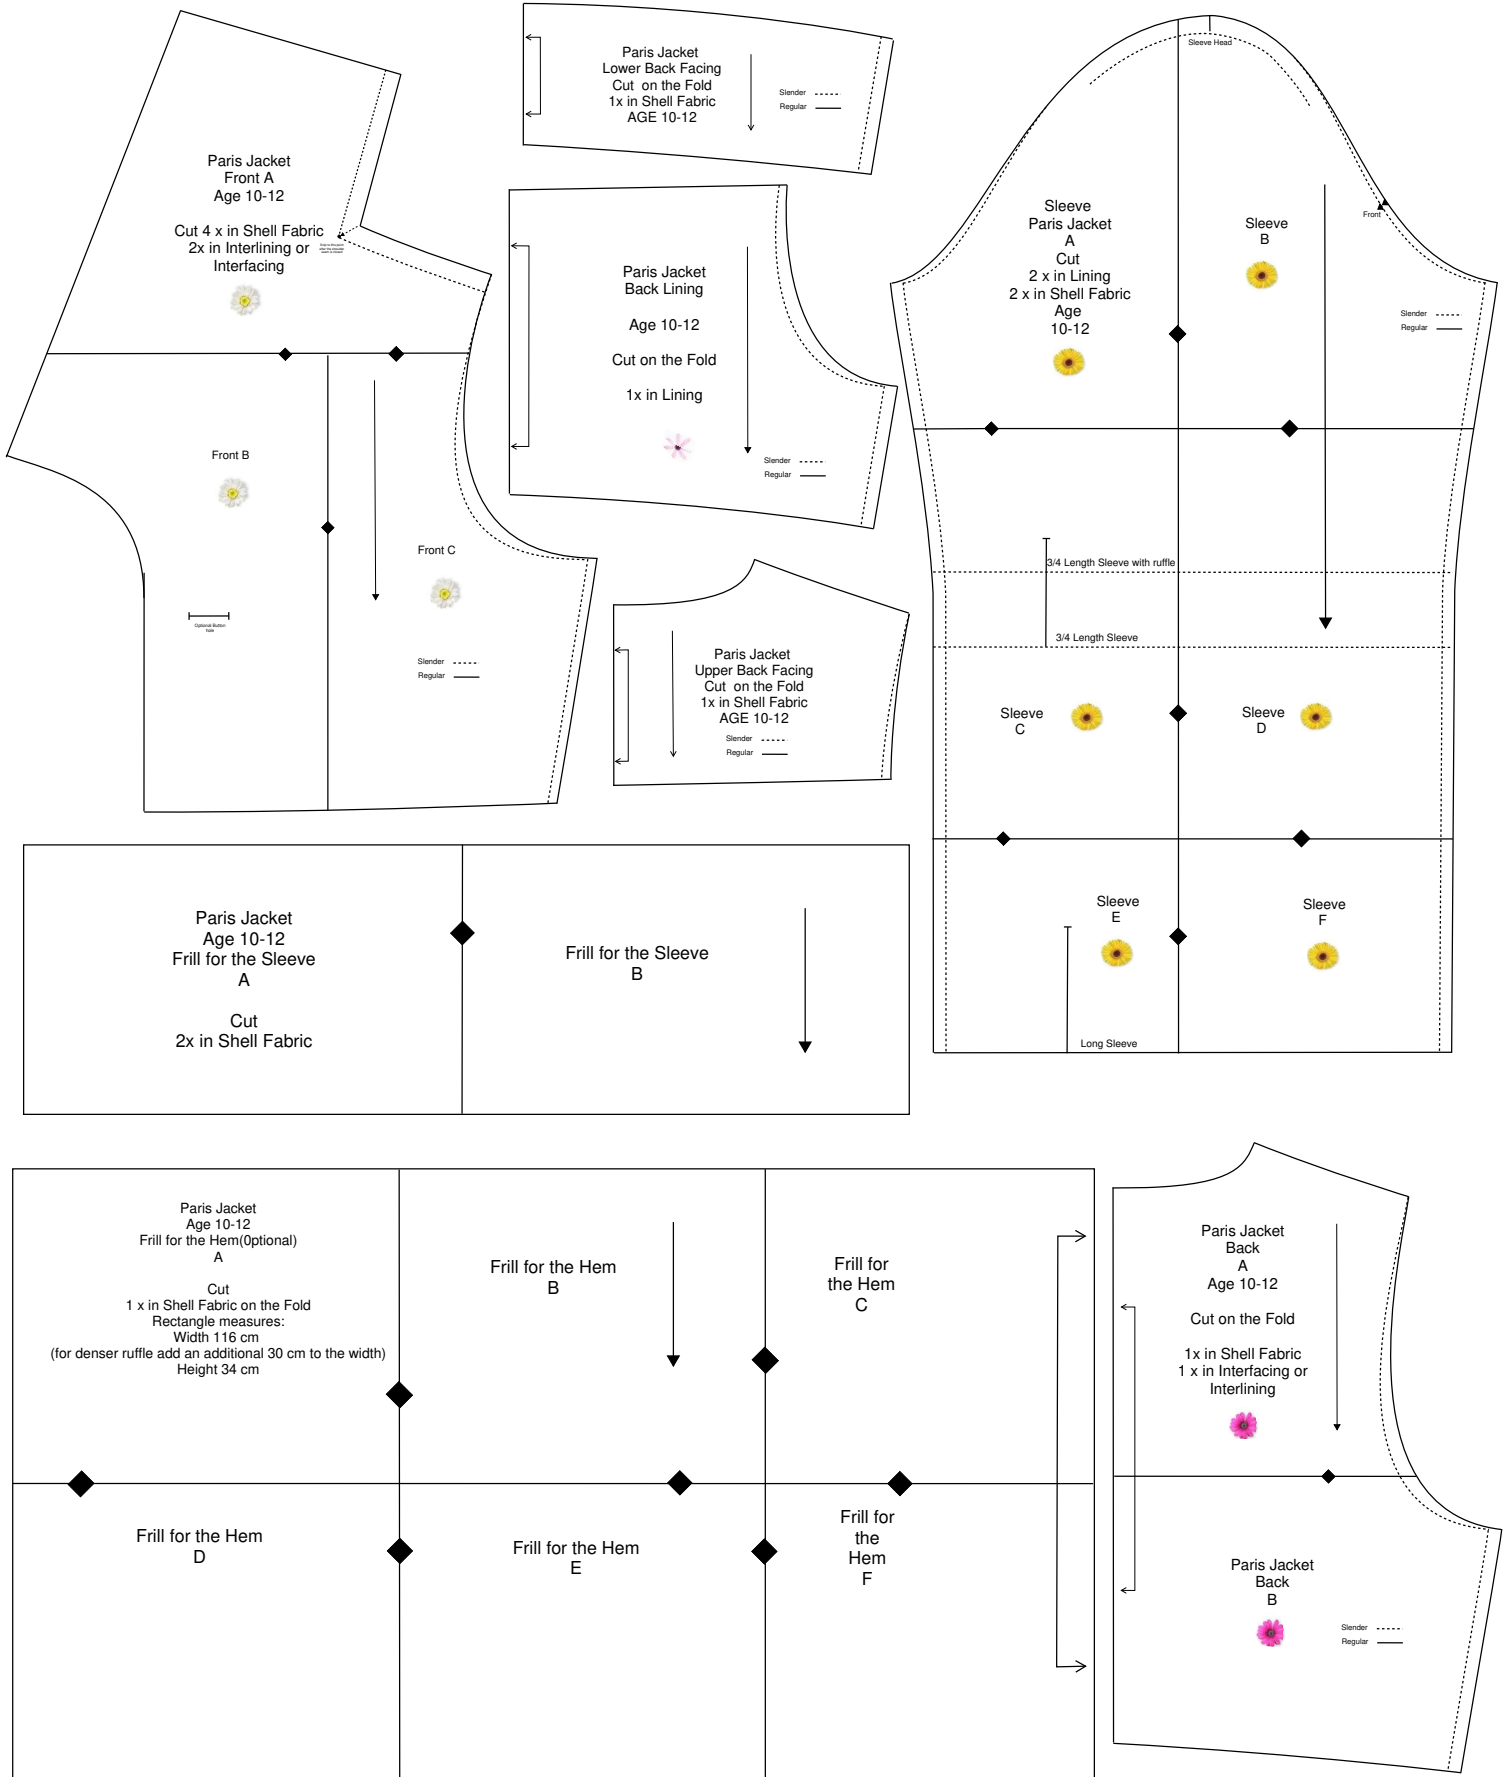 Paris Jacket
Front A
Age 10-12
Cut 4 x in Shell Fabric
2x in Interlining or
Interfacing
Front B
Front C
Optional Button
hole
Slender
Regular
Paris Jacket
Lower Back Facing
Cut on the Fold
1x in Shell Fabric
AGE 10-12
Slender
Regular
Paris Jacket
Back Lining
Age 10-12
Cut on the Fold
1x in Lining
Slender
Regular
Paris Jacket
Upper Back Facing
Cut on the Fold
1x in Shell Fabric
AGE 10-12
Slender
Regular
Sleeve Head
Sleeve
Paris Jacket
A
Cut
2 x in Lining
2 x in Shell Fabric
Age
10-12
Sleeve
B
Front
Slender
Regular
3/4 Length Sleeve with ruffle
3/4 Length Sleeve
Sleeve
C
Sleeve
D
Sleeve
E
Sleeve
F
Long Sleeve
Paris Jacket
Age 10-12
Frill for the Sleeve
A
Cut
2x in Shell Fabric
Frill for the Sleeve
B
Paris Jacket
Age 10-12
Frill for the Hem(0ptional)
A
Cut
1 x in Shell Fabric on the Fold
Rectangle measures:
Width 116 cm
(for denser ruffle add an additional 30 cm to the width)
Height 34 cm
Frill for the Hem
B
Frill for
the Hem
C
Frill for the Hem
D
Frill for the Hem
E
Frill for
the
Hem
F
Paris Jacket
Back
A
Age 10-12
Cut on the Fold
1x in Shell Fabric
1 x in Interfacing or
Interlining
Paris Jacket
Back
B
Slender
Regular